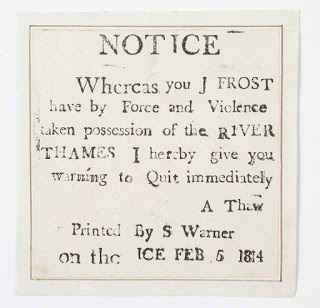 NOTICE
Whereas you J FROST
have by Force and Violence
taken possession of the RIVER
THAMES I hereby give you
warning to Quit immediately
A Thaw
Printed By S Warner
on the ICE FEB 5 1814